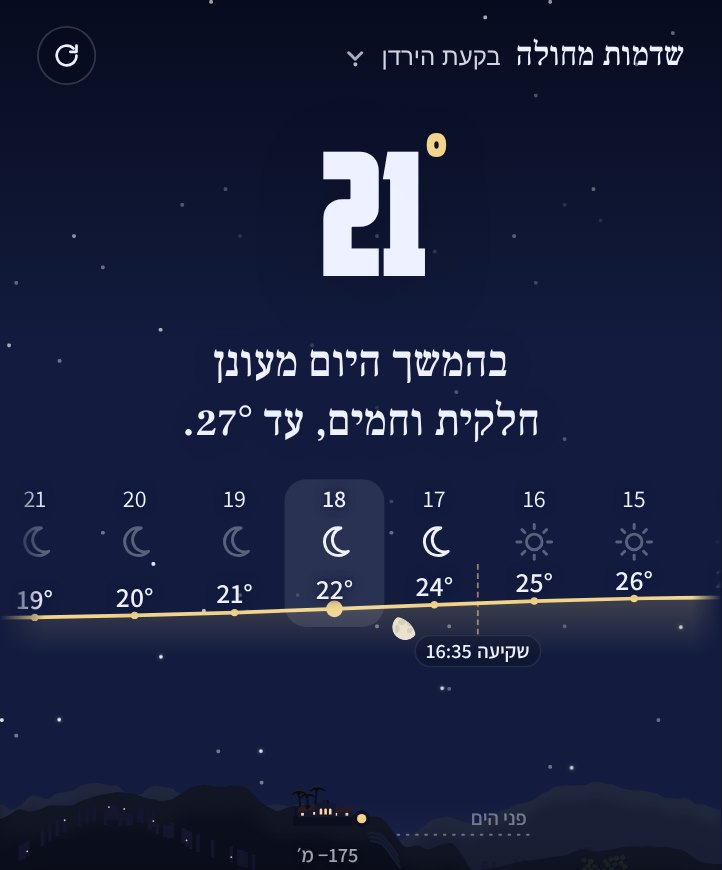 שדמות מחולה בקעת הירדן
21°
בהמשך היום מעונן
חלקית וחמים, עד 27°.
15 16 17 18 19 20 21
26° 25° 24° 22° 21° 20° 19°
שקיעה 16:35
פני הים
−175 מ׳